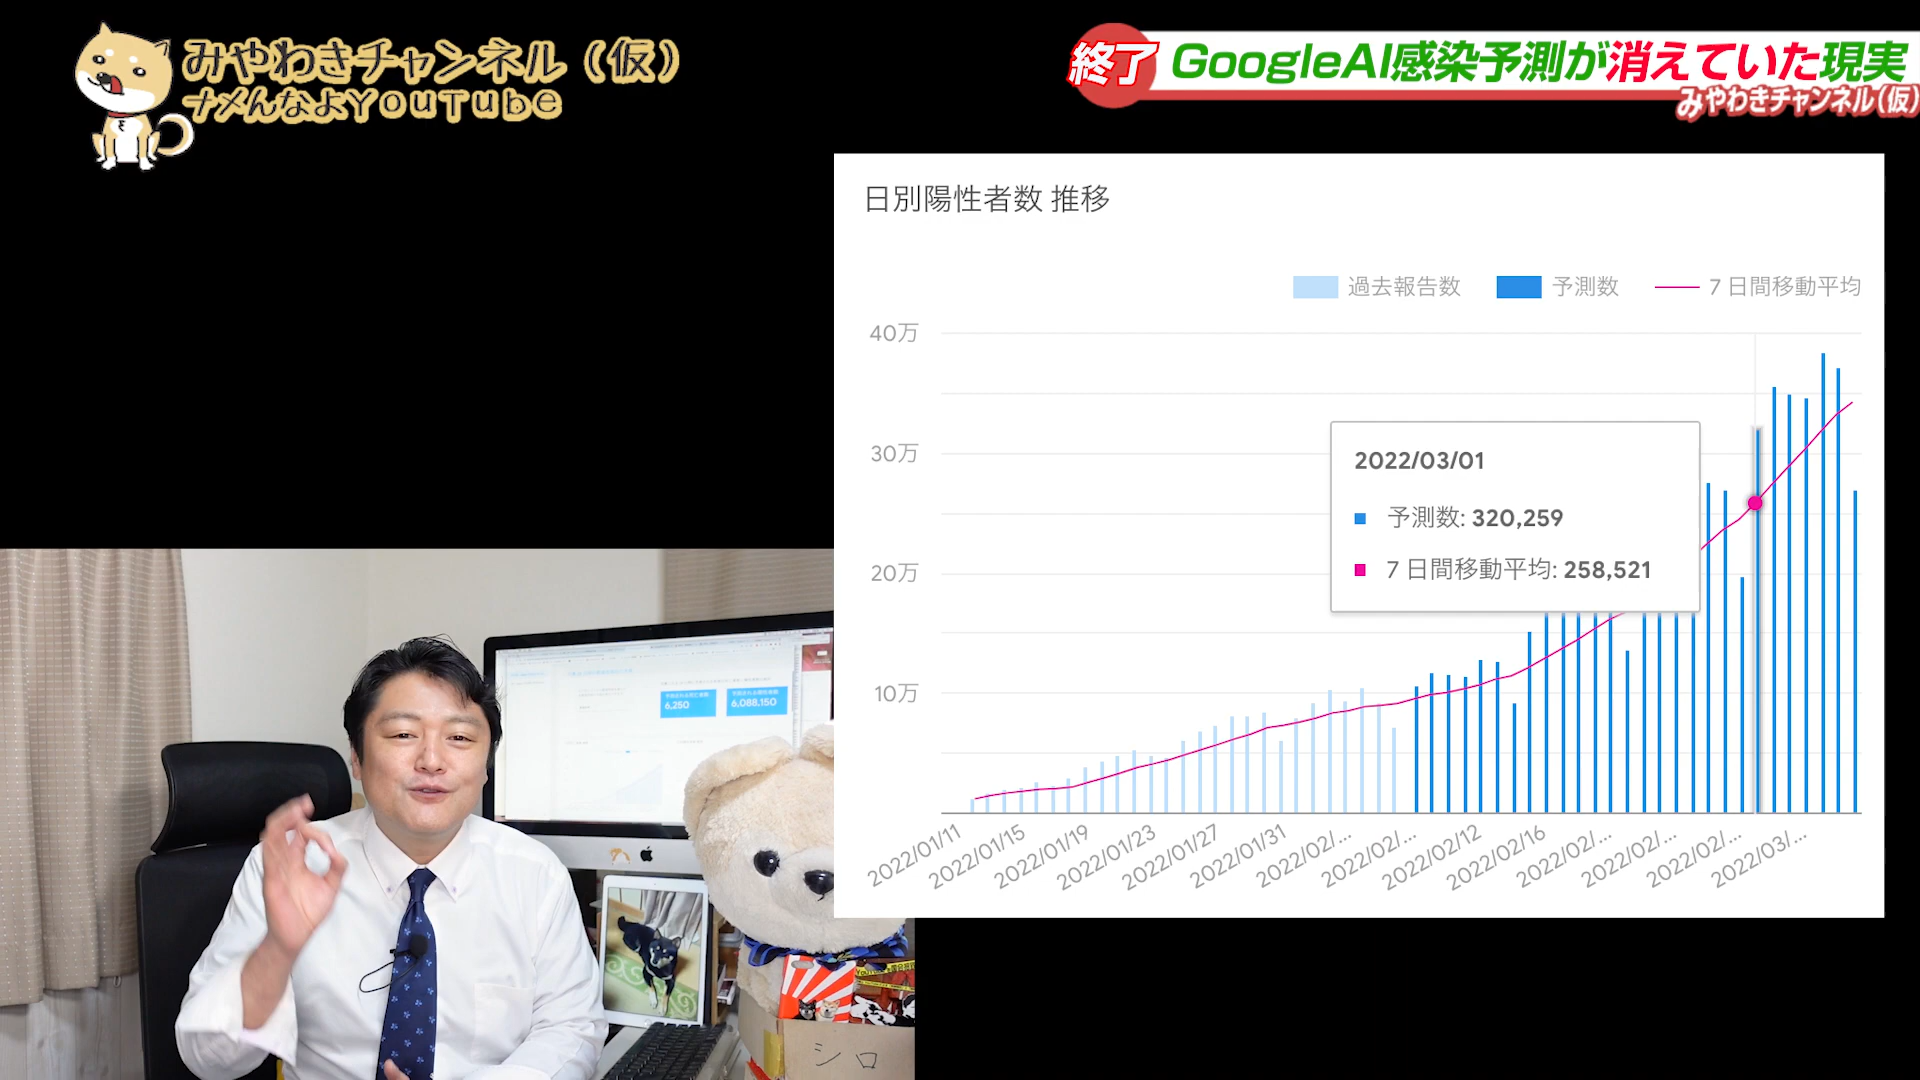 みやわきチャンネル（仮）
ナメんなよYouTube
終了 GoogleAI感染予測が消えていた現実
みやわきチャンネル(仮)
日別陽性者数 推移
過去報告数 予測数 7 日間移動平均
40万
30万
20万
10万
2022/03/01
予測数: 320,259
7 日間移動平均: 258,521
2022/01/11 2022/01/15 2022/01/19 2022/01/23 2022/01/27 2022/01/31 2022/02/... 2022/02/... 2022/02/12 2022/02/16 2022/02/... 2022/02/... 2022/02/... 2022/03/...
6,250
6,088,150
シロ